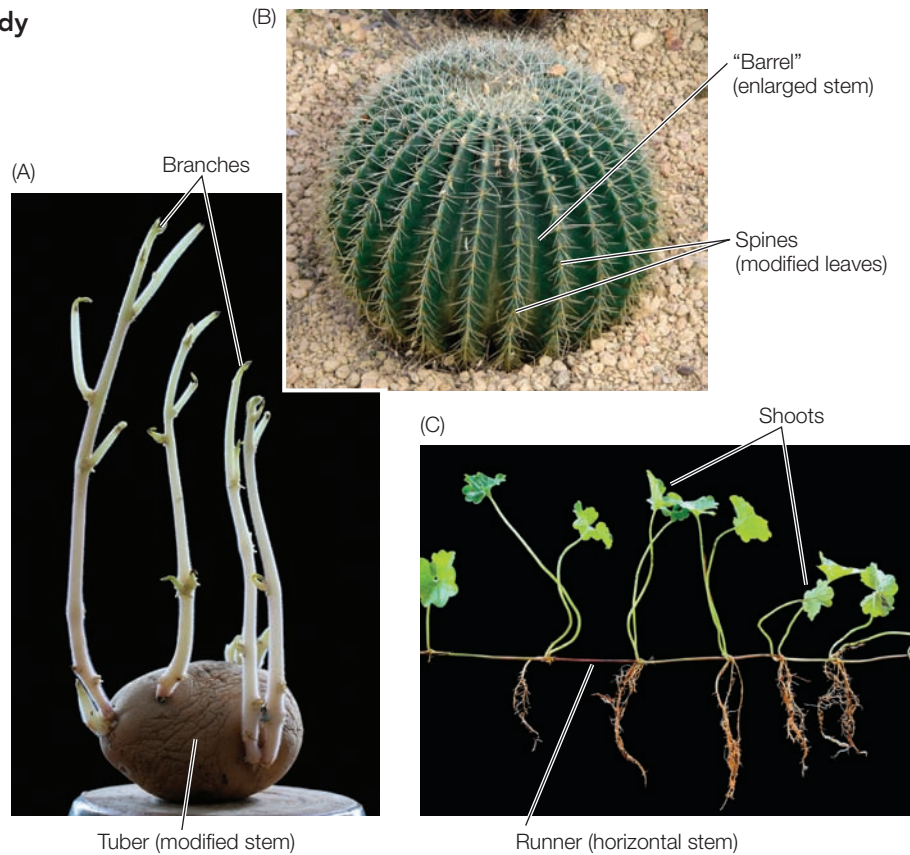 dy
(B)
“Barrel”
(enlarged stem)
Spines
(modified leaves)
(A)
Branches
(C)
Shoots
Tuber (modified stem)
Runner (horizontal stem)